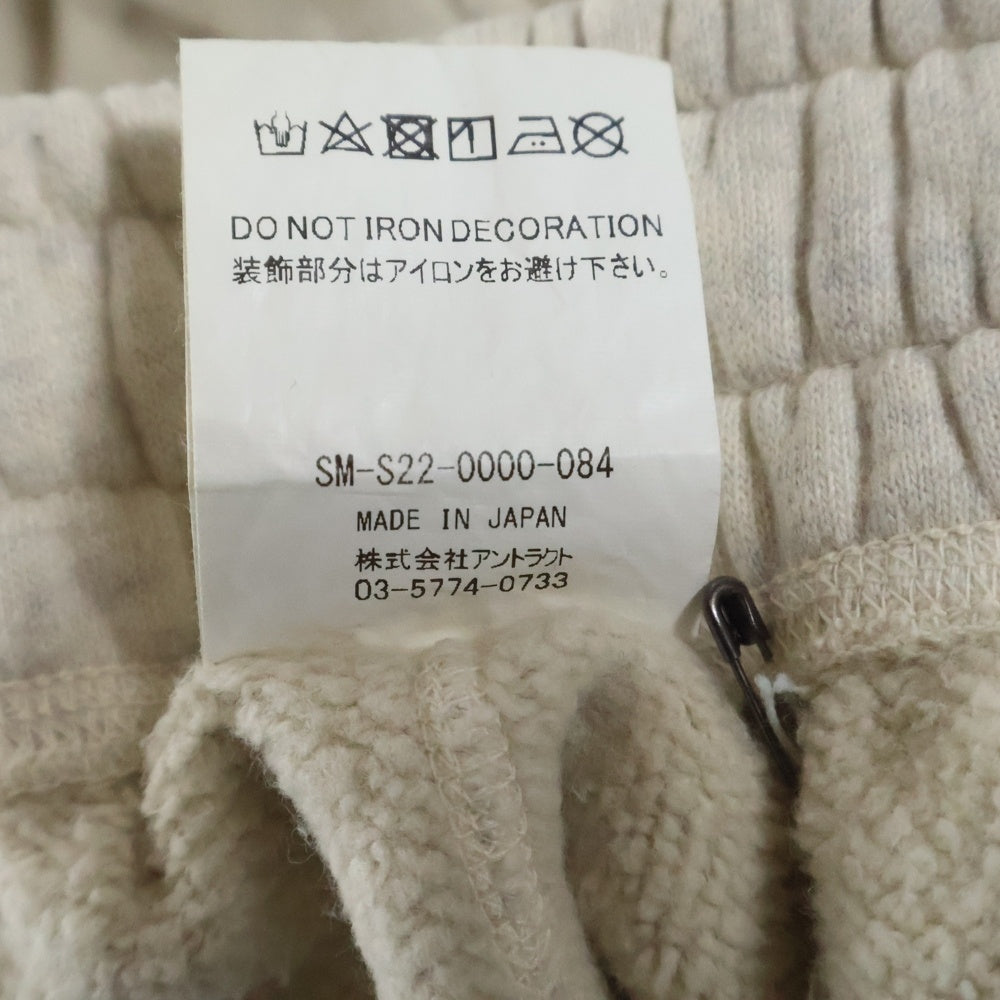 DO NOT IRON DECORATION
装飾部分はアイロンをお避け下さい。
SM-S22-0000-084
MADE IN JAPAN
株式会社アントラクト
03-5774-0733